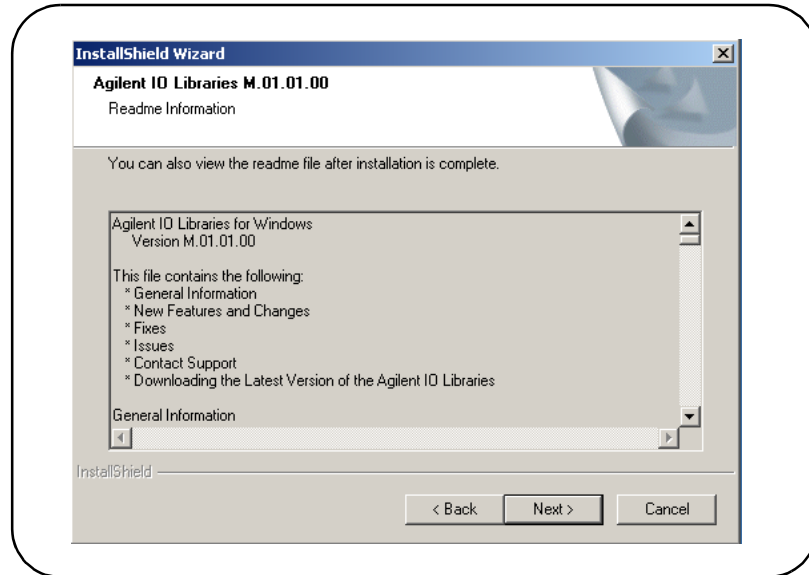 InstallShield Wizard
Agilent IO Libraries M.01.01.00
Readme Information
You can also view the readme file after installation is complete.
Agilent IO Libraries for Windows
Version M.01.01.00
This file contains the following:
* General Information
* New Features and Changes
* Fixes
* Issues
* Contact Support
* Downloading the Latest Version of the Agilent IO Libraries
General Information
InstallShield
< Back
Next >
Cancel